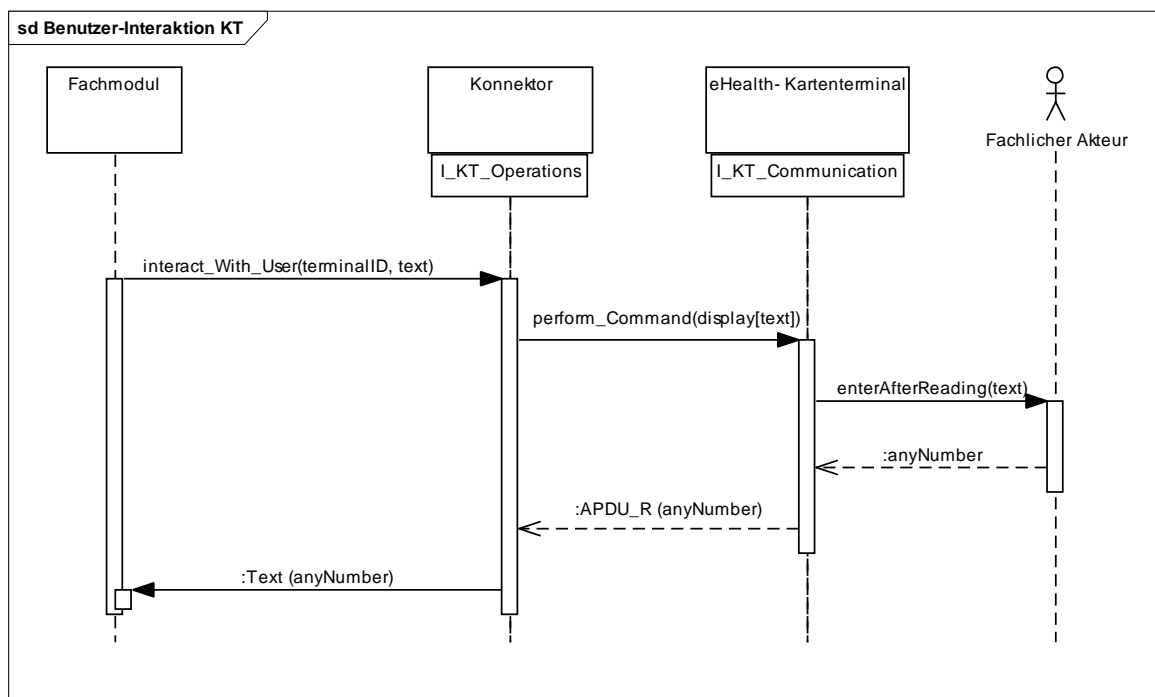 sd Benutzer-Interaktion KT
Fachmodul
Konnektor
eHealth- Kartenterminal
Fachlicher Akteur
I_KT_Operations
I_KT_Communication
interact_With_User(terminalID, text)
perform_Command(display[text])
enterAfterReading(text)
:anyNumber
:APDU_R (anyNumber)
:Text (anyNumber)